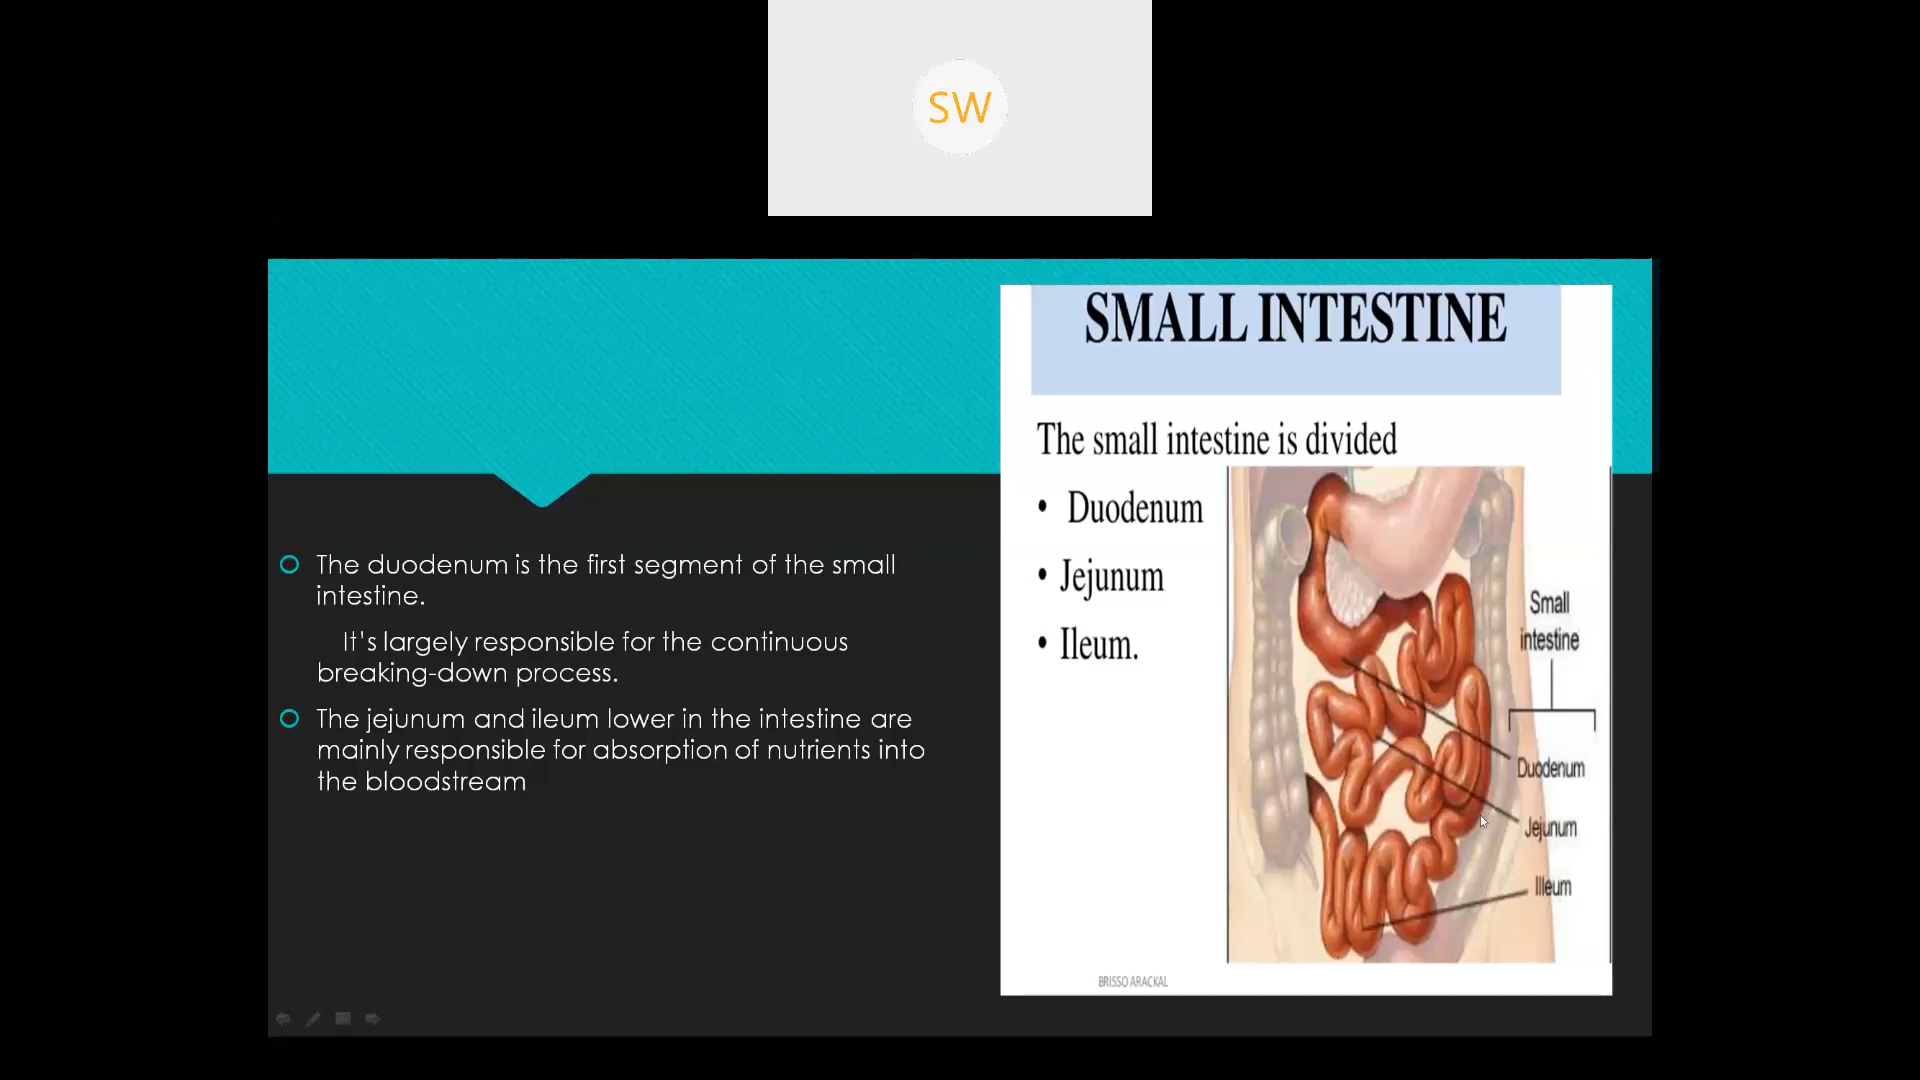 SW
The duodenum is the first segment of the small
intestine.
It's largely responsible for the continuous
breaking-down process.
The jejunum and ileum lower in the intestine are
mainly responsible for absorption of nutrients into
the bloodstream
SMALL INTESTINE
The small intestine is divided
• Duodenum
• Jejunum
• Ileum.
Small
intestine
Duodenum
Jejunum
Illeum
BRISSO ARACKAL